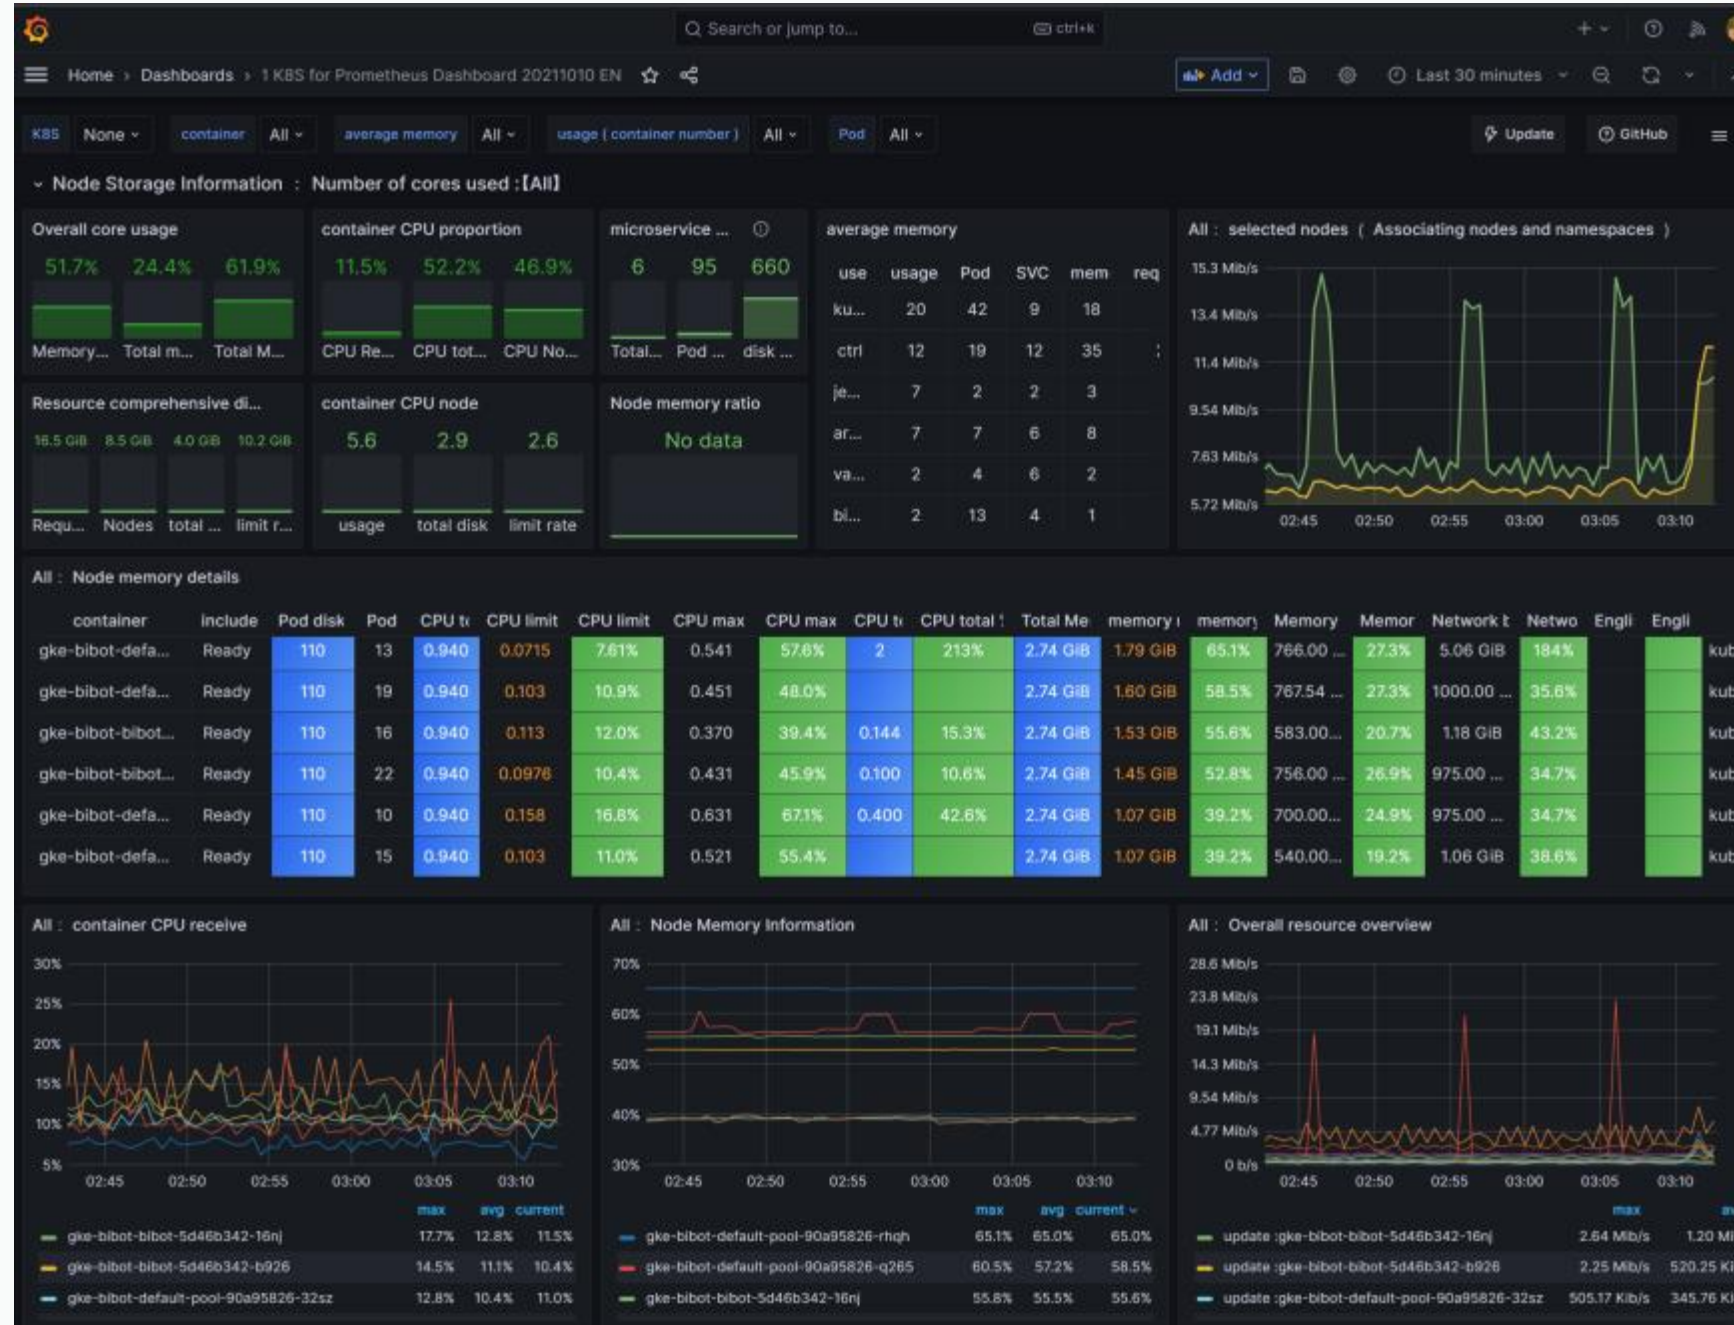 Search or jump to... ctrl+k
Home › Dashboards › 1 K8S for Prometheus Dashboard 20211010 EN
Add Last 30 minutes
K8S None container All average memory All usage ( container number ) All Pod All Update GitHub
Node Storage Information : Number of cores used :【All】
Overall core usage
51.7% 24.4% 61.9%
Memory... Total m... Total M...
container CPU proportion
11.5% 52.2% 46.9%
CPU Re... CPU tot... CPU No...
microservice ...
6 95 660
Total... Pod ... disk ...
Resource comprehensive di...
16.5 GiB 8.5 GiB 4.0 GiB 10.2 GiB
Requ... Nodes total ... limit r...
container CPU node
5.6 2.9 2.6
usage total disk limit rate
Node memory ratio
No data
average memory
use usage Pod SVC mem req
ku... 20 42 9 18
ctrl 12 19 12 35
je... 7 2 2 3
ar... 7 7 6 8
va... 2 4 6 2
bi... 2 13 4 1
All : selected nodes ( Associating nodes and namespaces )
15.3 Mib/s
13.4 Mib/s
11.4 Mib/s
9.54 Mib/s
7.63 Mib/s
5.72 Mib/s
02:45 02:50 02:55 03:00 03:05 03:10
All : Node memory details
container include Pod disk Pod CPU to CPU limit CPU limit CPU max CPU max CPU to CPU total Total Me memory memory Memory Memor Network Netwo Engli Engli
gke-bibot-defa... Ready 110 13 0.940 0.0715 7.61% 0.541 57.6% 2 213% 2.74 GiB 1.79 GiB 65.1% 766.00 ... 27.3% 5.06 GiB 184% kub
gke-bibot-defa... Ready 110 19 0.940 0.103 10.9% 0.451 48.0% 2.74 GiB 1.60 GiB 58.5% 767.54 ... 27.3% 1000.00 ... 35.6% kub
gke-bibot-bibot... Ready 110 16 0.940 0.113 12.0% 0.370 39.4% 0.144 15.3% 2.74 GiB 1.53 GiB 55.6% 583.00... 20.7% 1.18 GiB 43.2% kub
gke-bibot-bibot... Ready 110 22 0.940 0.0976 10.4% 0.431 45.9% 0.100 10.6% 2.74 GiB 1.45 GiB 52.8% 756.00 ... 26.9% 975.00 ... 34.7% kub
gke-bibot-defa... Ready 110 10 0.940 0.158 16.8% 0.631 67.1% 0.400 42.6% 2.74 GiB 1.07 GiB 39.2% 700.00... 24.9% 975.00 ... 34.7% kub
gke-bibot-defa... Ready 110 15 0.940 0.103 11.0% 0.521 55.4% 2.74 GiB 1.07 GiB 39.2% 540.00... 19.2% 1.06 GiB 38.6% kub
All : container CPU receive
30%
25%
20%
15%
10%
5%
02:45 02:50 02:55 03:00 03:05 03:10
max avg current
gke-bibot-bibot-5d46b342-16nj 17.7% 12.8% 11.5%
gke-bibot-bibot-5d46b342-b926 14.5% 11.1% 10.4%
gke-bibot-default-pool-90a95826-32sz 12.8% 10.4% 11.0%
All : Node Memory Information
70%
60%
50%
40%
30%
02:45 02:50 02:55 03:00 03:05 03:10
max avg current
gke-bibot-default-pool-90a95826-rhqh 65.1% 65.0% 65.0%
gke-bibot-default-pool-90a95826-q265 60.5% 57.2% 58.5%
gke-bibot-bibot-5d46b342-16nj 55.8% 55.5% 55.6%
All : Overall resource overview
28.6 Mib/s
23.8 Mib/s
19.1 Mib/s
14.3 Mib/s
9.54 Mib/s
4.77 Mib/s
0 b/s
02:45 02:50 02:55 03:00 03:05 03:10
max av
update :gke-bibot-bibot-5d46b342-16nj 2.64 Mib/s 1.20 Mi
update :gke-bibot-bibot-5d46b342-b926 2.25 Mib/s 520.25 Ki
update :gke-bibot-default-pool-90a95826-32sz 505.17 Kib/s 345.76 Ki